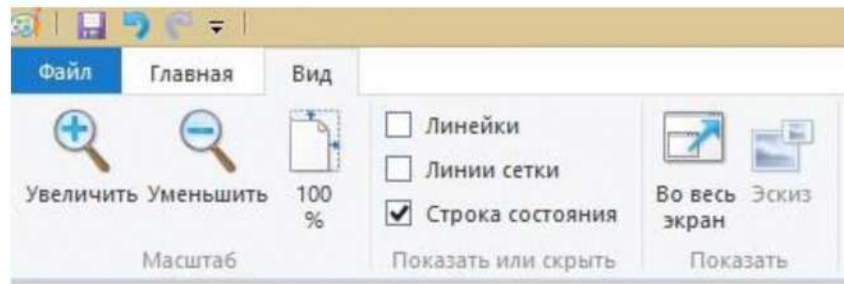 Файл Главная Вид
Увеличить Уменьшить 100 %
Масштаб
Линейки
Линии сетки
Строка состояния
Показать или скрыть
Во весь экран Эскиз
Показать